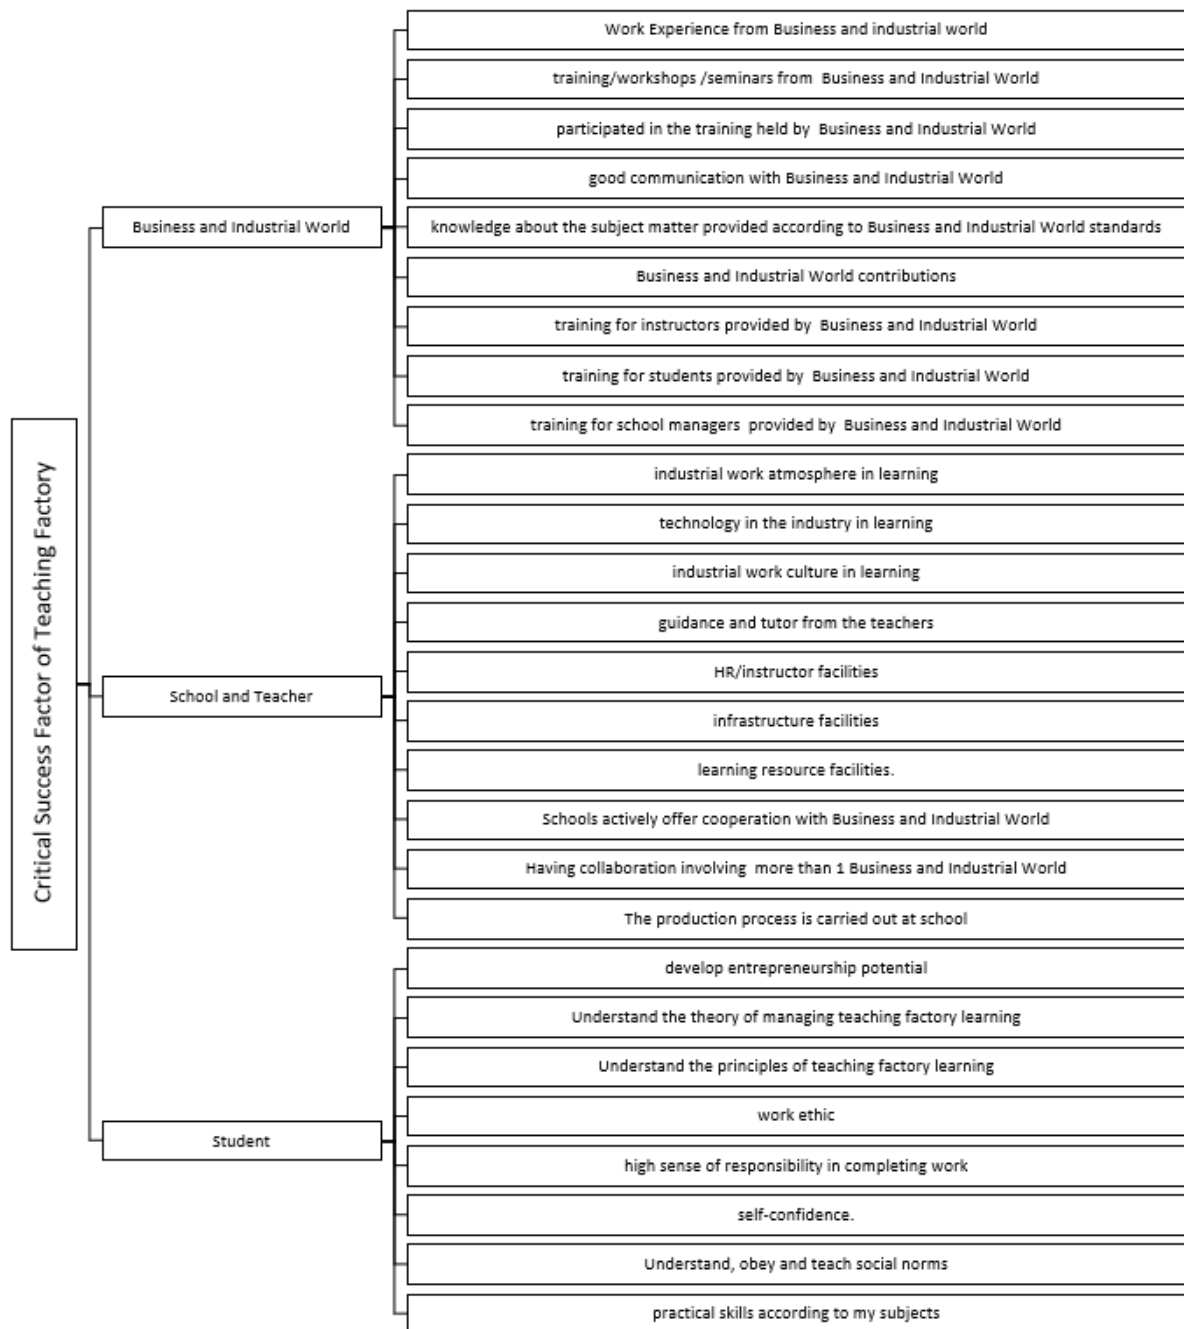 Critical Success Factor of Teaching Factory
Business and Industrial World
Work Experience from Business and industrial world
training/workshops /seminars from  Business and Industrial World
participated in the training held by  Business and Industrial World
good communication with Business and Industrial World
knowledge about the subject matter provided according to Business and Industrial World standards
Business and Industrial World contributions
training for instructors provided by  Business and Industrial World
training for students provided by  Business and Industrial World
training for school managers  provided by  Business and Industrial World
School and Teacher
industrial work atmosphere in learning
technology in the industry in learning
industrial work culture in learning
guidance and tutor from the teachers
HR/instructor facilities
infrastructure facilities
learning resource facilities.
Schools actively offer cooperation with Business and Industrial World
Having collaboration involving  more than 1 Business and Industrial World
The production process is carried out at school
Student
develop entrepreneurship potential
Understand the theory of managing teaching factory learning
Understand the principles of teaching factory learning
work ethic
high sense of responsibility in completing work
self-confidence.
Understand, obey and teach social norms
practical skills according to my subjects